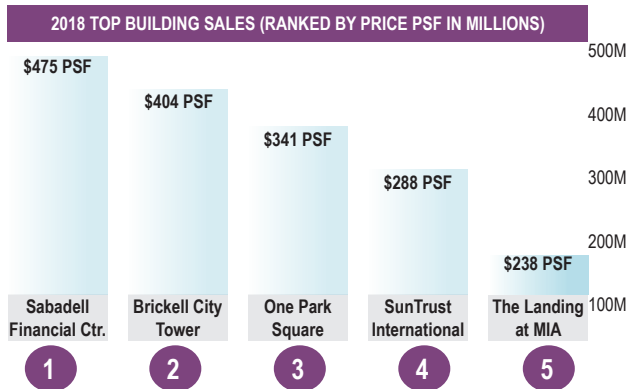 2018 TOP BUILDING SALES (RANKED BY PRICE PSF IN MILLIONS)
500M
$475 PSF
$404 PSF
400M
$341 PSF
300M
$288 PSF
200M
$238 PSF
100M
Sabadell
Financial Ctr.
Brickell City
Tower
One Park
Square
SunTrust
International
The Landing
at MIA
1
2
3
4
5